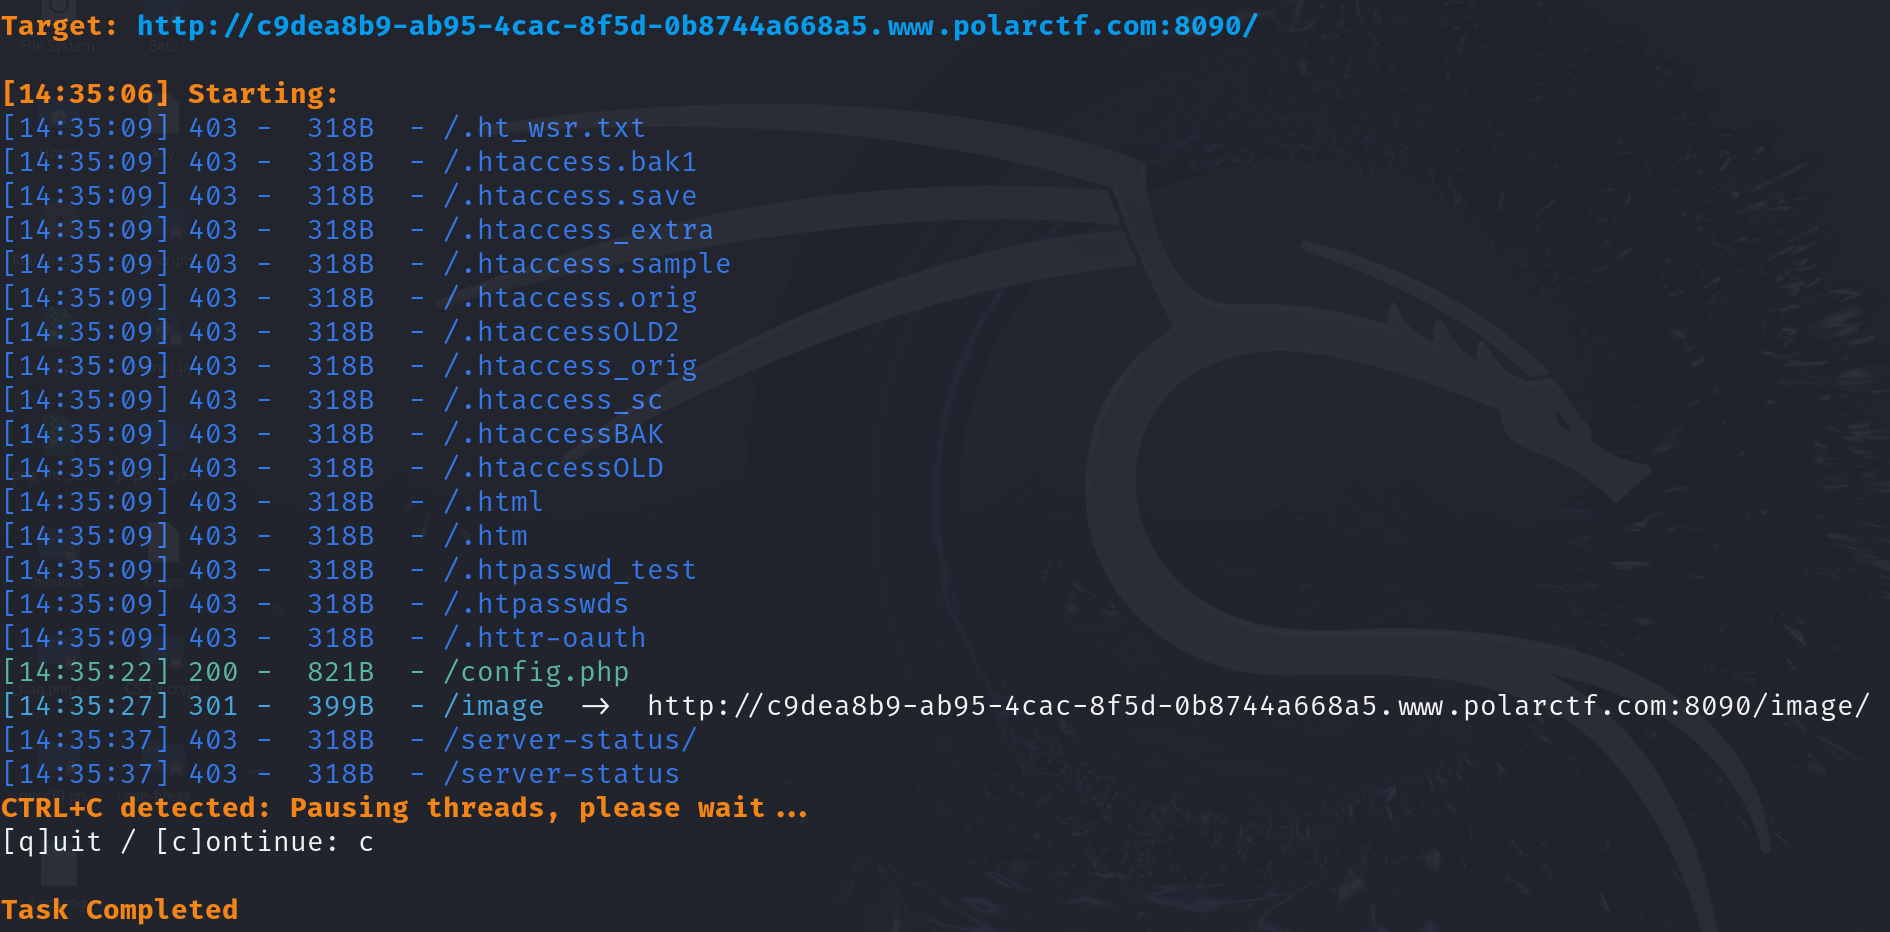 Target: http://c9dea8b9-ab95-4cac-8f5d-0b8744a668a5.www.polarctf.com:8090/
[14:35:06] Starting:
[14:35:09] 403 -  318B  - /.ht_wsr.txt
[14:35:09] 403 -  318B  - /.htaccess.bak1
[14:35:09] 403 -  318B  - /.htaccess.save
[14:35:09] 403 -  318B  - /.htaccess_extra
[14:35:09] 403 -  318B  - /.htaccess.sample
[14:35:09] 403 -  318B  - /.htaccess.orig
[14:35:09] 403 -  318B  - /.htaccessOLD2
[14:35:09] 403 -  318B  - /.htaccess_orig
[14:35:09] 403 -  318B  - /.htaccess_sc
[14:35:09] 403 -  318B  - /.htaccessBAK
[14:35:09] 403 -  318B  - /.htaccessOLD
[14:35:09] 403 -  318B  - /.html
[14:35:09] 403 -  318B  - /.htm
[14:35:09] 403 -  318B  - /.htpasswd_test
[14:35:09] 403 -  318B  - /.htpasswds
[14:35:09] 403 -  318B  - /.httr-oauth
[14:35:22] 200 -  821B  - /config.php
[14:35:27] 301 -  399B  - /image  ->  http://c9dea8b9-ab95-4cac-8f5d-0b8744a668a5.www.polarctf.com:8090/image/
[14:35:37] 403 -  318B  - /server-status/
[14:35:37] 403 -  318B  - /server-status
CTRL+C detected: Pausing threads, please wait...
[q]uit / [c]ontinue: c
Task Completed